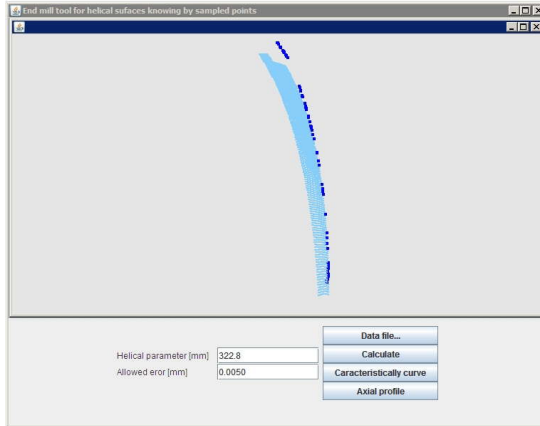 End mill tool for helical sufaces knowing by sampled points
Data file...
Helical parameter [mm] 322.8 Calculate
Allowed eror [mm] 0.0050 Caracteristically curve
Axial profile